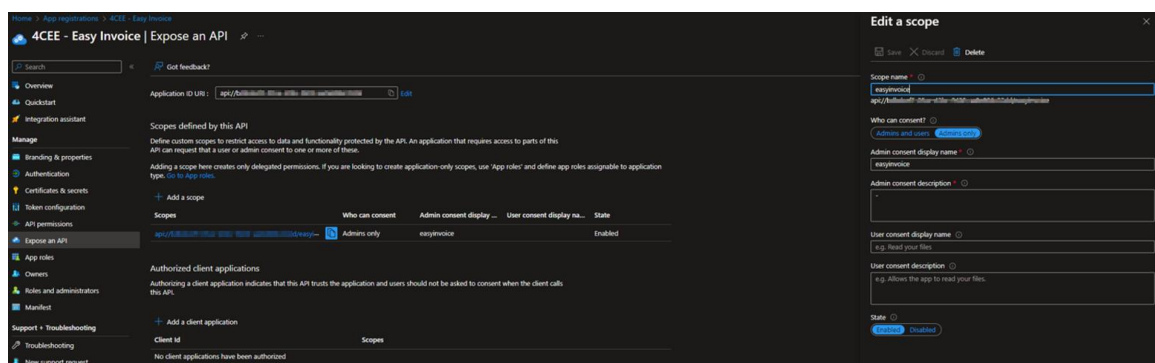 Home > App registrations > 4CEE - Easy Invoice
4CEE - Easy Invoice | Expose an API
Search
Got feedback?
Overview
Quickstart
Integration assistant
Manage
Branding & properties
Authentication
Certificates & secrets
Token configuration
API permissions
Expose an API
App roles
Owners
Roles and administrators
Manifest
Support + Troubleshooting
Troubleshooting
New support request
Application ID URI : api://
Edit
Scopes defined by this API
Define custom scopes to restrict access to data and functionality protected by the API. An application that requires access to parts of this
API can request that a user or admin consent to one or more of these.
Adding a scope here creates only delegated permissions. If you are looking to create application-only scopes, use 'App roles' and define app roles assignable to application
type. Go to App roles.
Add a scope
Scopes Who can consent Admin consent display ... User consent display na... State
api:// Admins only easyinvoice Enabled
Authorized client applications
Authorizing a client application indicates that this API trusts the application and users should not be asked to consent when the client calls
this API.
Add a client application
Client Id Scopes
No client applications have been authorized
Edit a scope
Save Discard Delete
Scope name *
easyinvoice
api://
Who can consent?
Admins and users Admins only
Admin consent display name *
easyinvoice
Admin consent description *
-
User consent display name
e.g. Read your files
User consent description
e.g. Allows the app to read your files.
State
Enabled Disabled